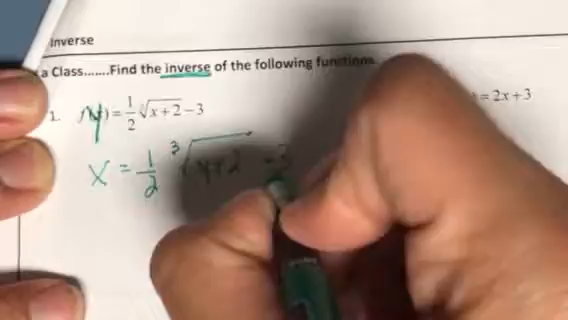 Inverse
a Class.......Find the inverse of the following functions.
1. y = 1/2 ∛x+2 − 3
= 2x+3
x = 1/2 ∛y+2 − 3